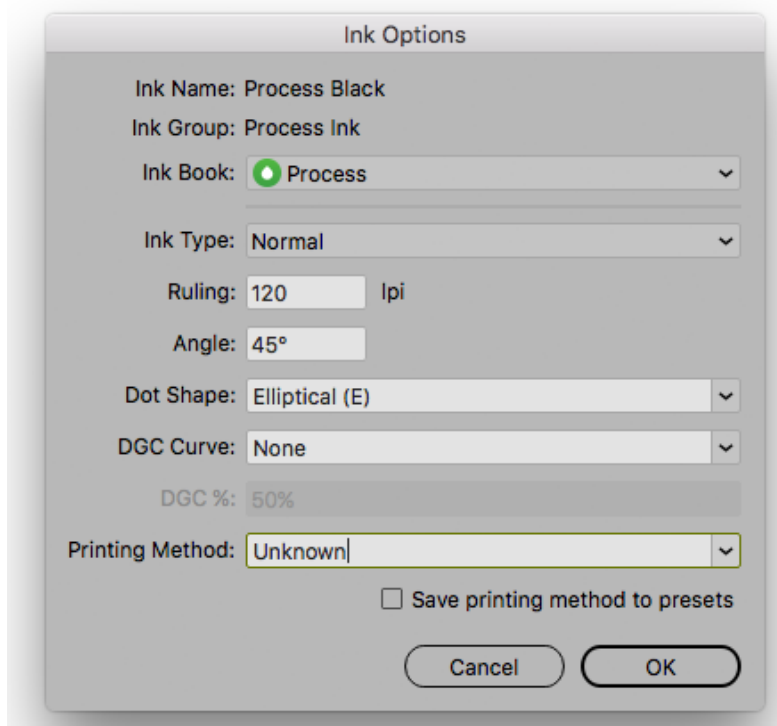 Ink Options
Ink Name: Process Black
Ink Group: Process Ink
Ink Book: Process
Ink Type: Normal
Ruling: 120 lpi
Angle: 45°
Dot Shape: Elliptical (E)
DGC Curve: None
DGC %: 50%
Printing Method: Unknown
Save printing method to presets
Cancel OK